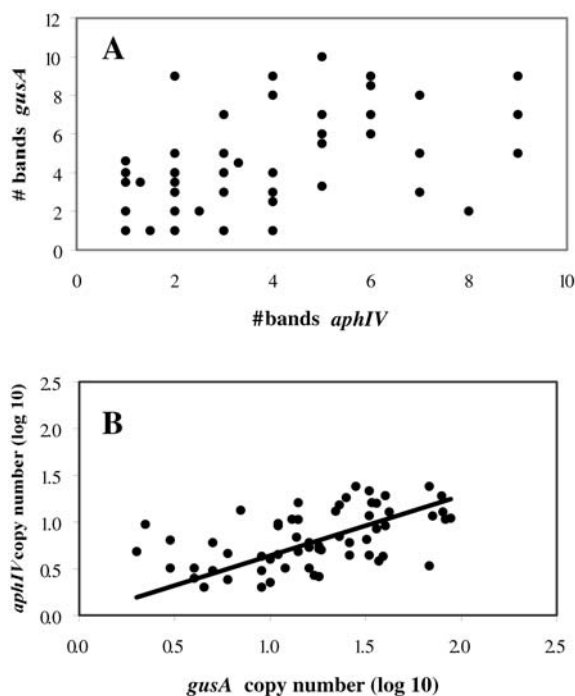 A
# bands gusA
12
10
8
6
4
2
0
0 2 4 6 8 10
#bands aphIV
B
aphIV copy number (log 10)
2.5
2.0
1.5
1.0
0.5
0.0
0.0 0.5 1.0 1.5 2.0 2.5
gusA copy number (log 10)